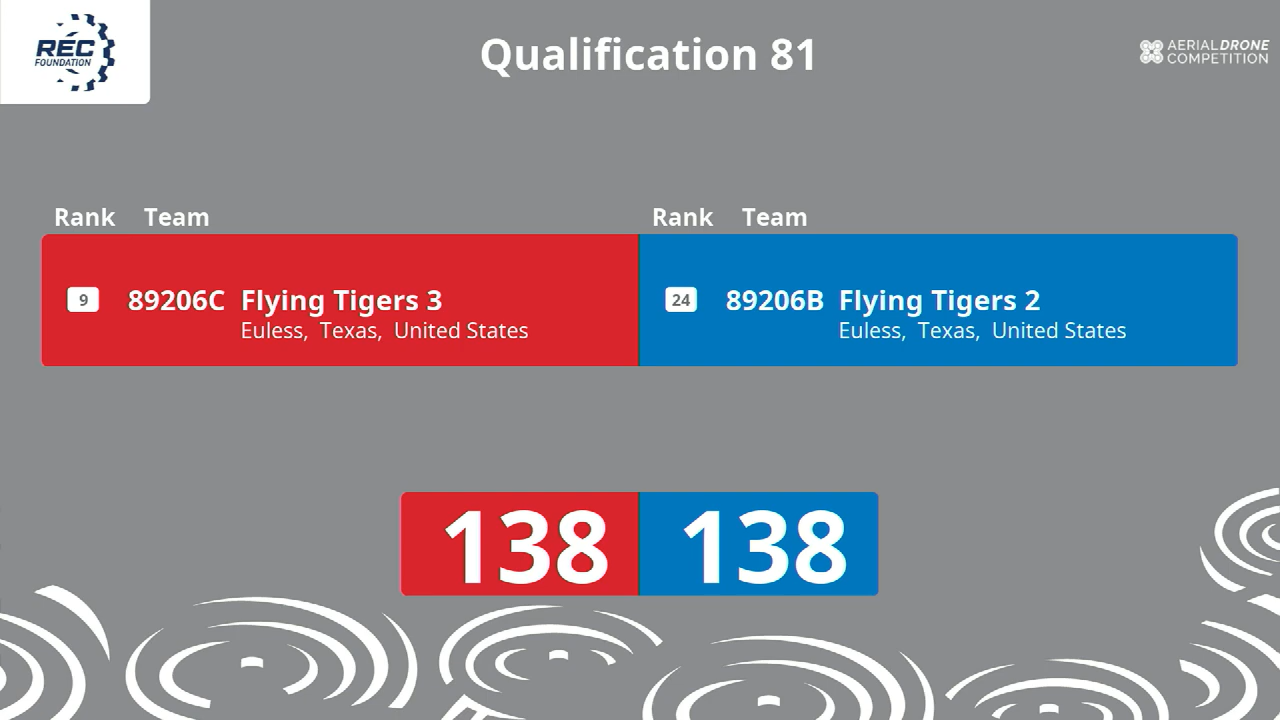 REC
FOUNDATION
Qualification 81
AERIALDRONE
COMPETITION
Rank Team
Rank Team
9 89206C Flying Tigers 3
Euless, Texas, United States
24 89206B Flying Tigers 2
Euless, Texas, United States
138 138